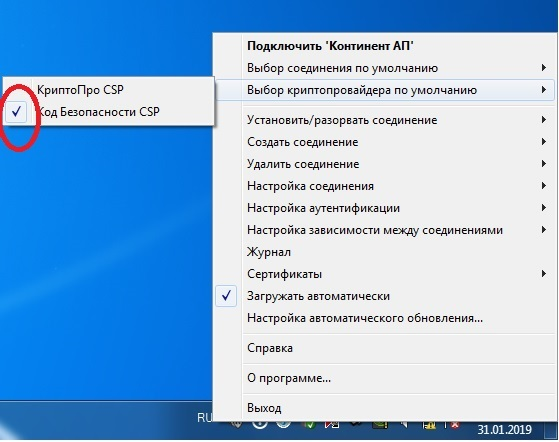 Подключить 'Континент АП'
Выбор соединения по умолчанию
Выбор криптопровайдера по умолчанию
КриптоПро CSP
Код Безопасности CSP
Установить/разорвать соединение
Создать соединение
Удалить соединение
Настройка соединения
Настройка аутентификации
Настройка зависимости между соединениями
Журнал
Сертификаты
Загружать автоматически
Настройка автоматического обновления...
Справка
О программе...
Выход
RU
31.01.2019